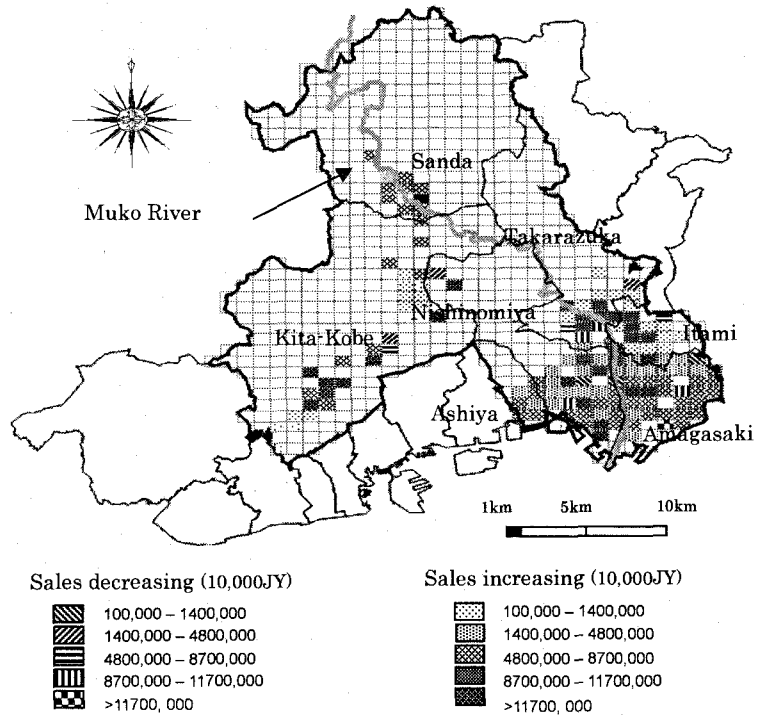 Sanda
Muko River
Takarazuka
Nishinomiya
Itami
Kita-Kobe
Ashiya
Amagasaki
1km 5km 10km
Sales decreasing (10,000JY)
100,000 – 1400,000
1400,000 – 4800,000
4800,000 – 8700,000
8700,000 – 11700,000
>11700, 000
Sales increasing (10,000JY)
100,000 – 1400,000
1400,000 – 4800,000
4800,000 – 8700,000
8700,000 – 11700,000
>11700, 000